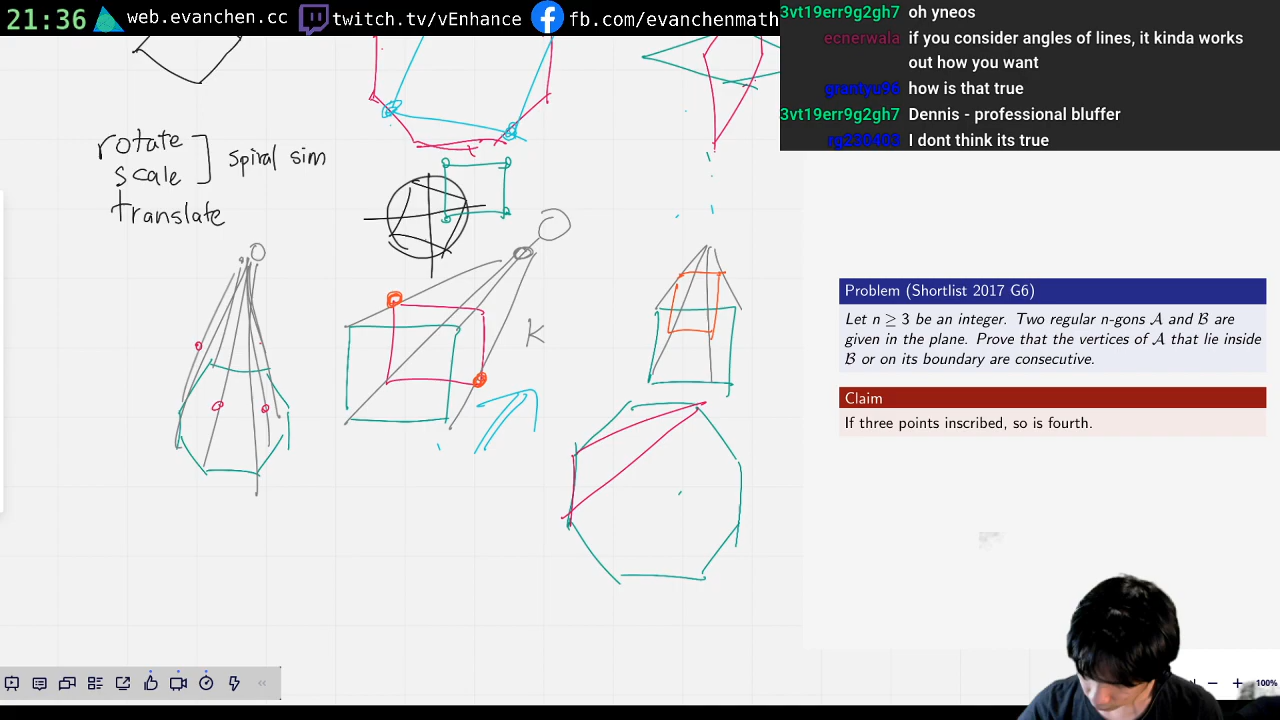 21:36 web.evanchen.cc twitch.tv/vEnhance fb.com/evanchenmath
3vt19err9g2gh7 oh yneos
ecnerwala if you consider angles of lines, it kinda works
out how you want
grantyu96 how is that true
3vt19err9g2gh7 Dennis - professional bluffer
rg230403 I dont think its true
rotate
scale
spiral sim
translate
K
Problem (Shortlist 2017 G6)
Let n ≥ 3 be an integer. Two regular n-gons 𝒜 and ℬ are
given in the plane. Prove that the vertices of 𝒜 that lie inside
ℬ or on its boundary are consecutive.
Claim
If three points inscribed, so is fourth.
100%